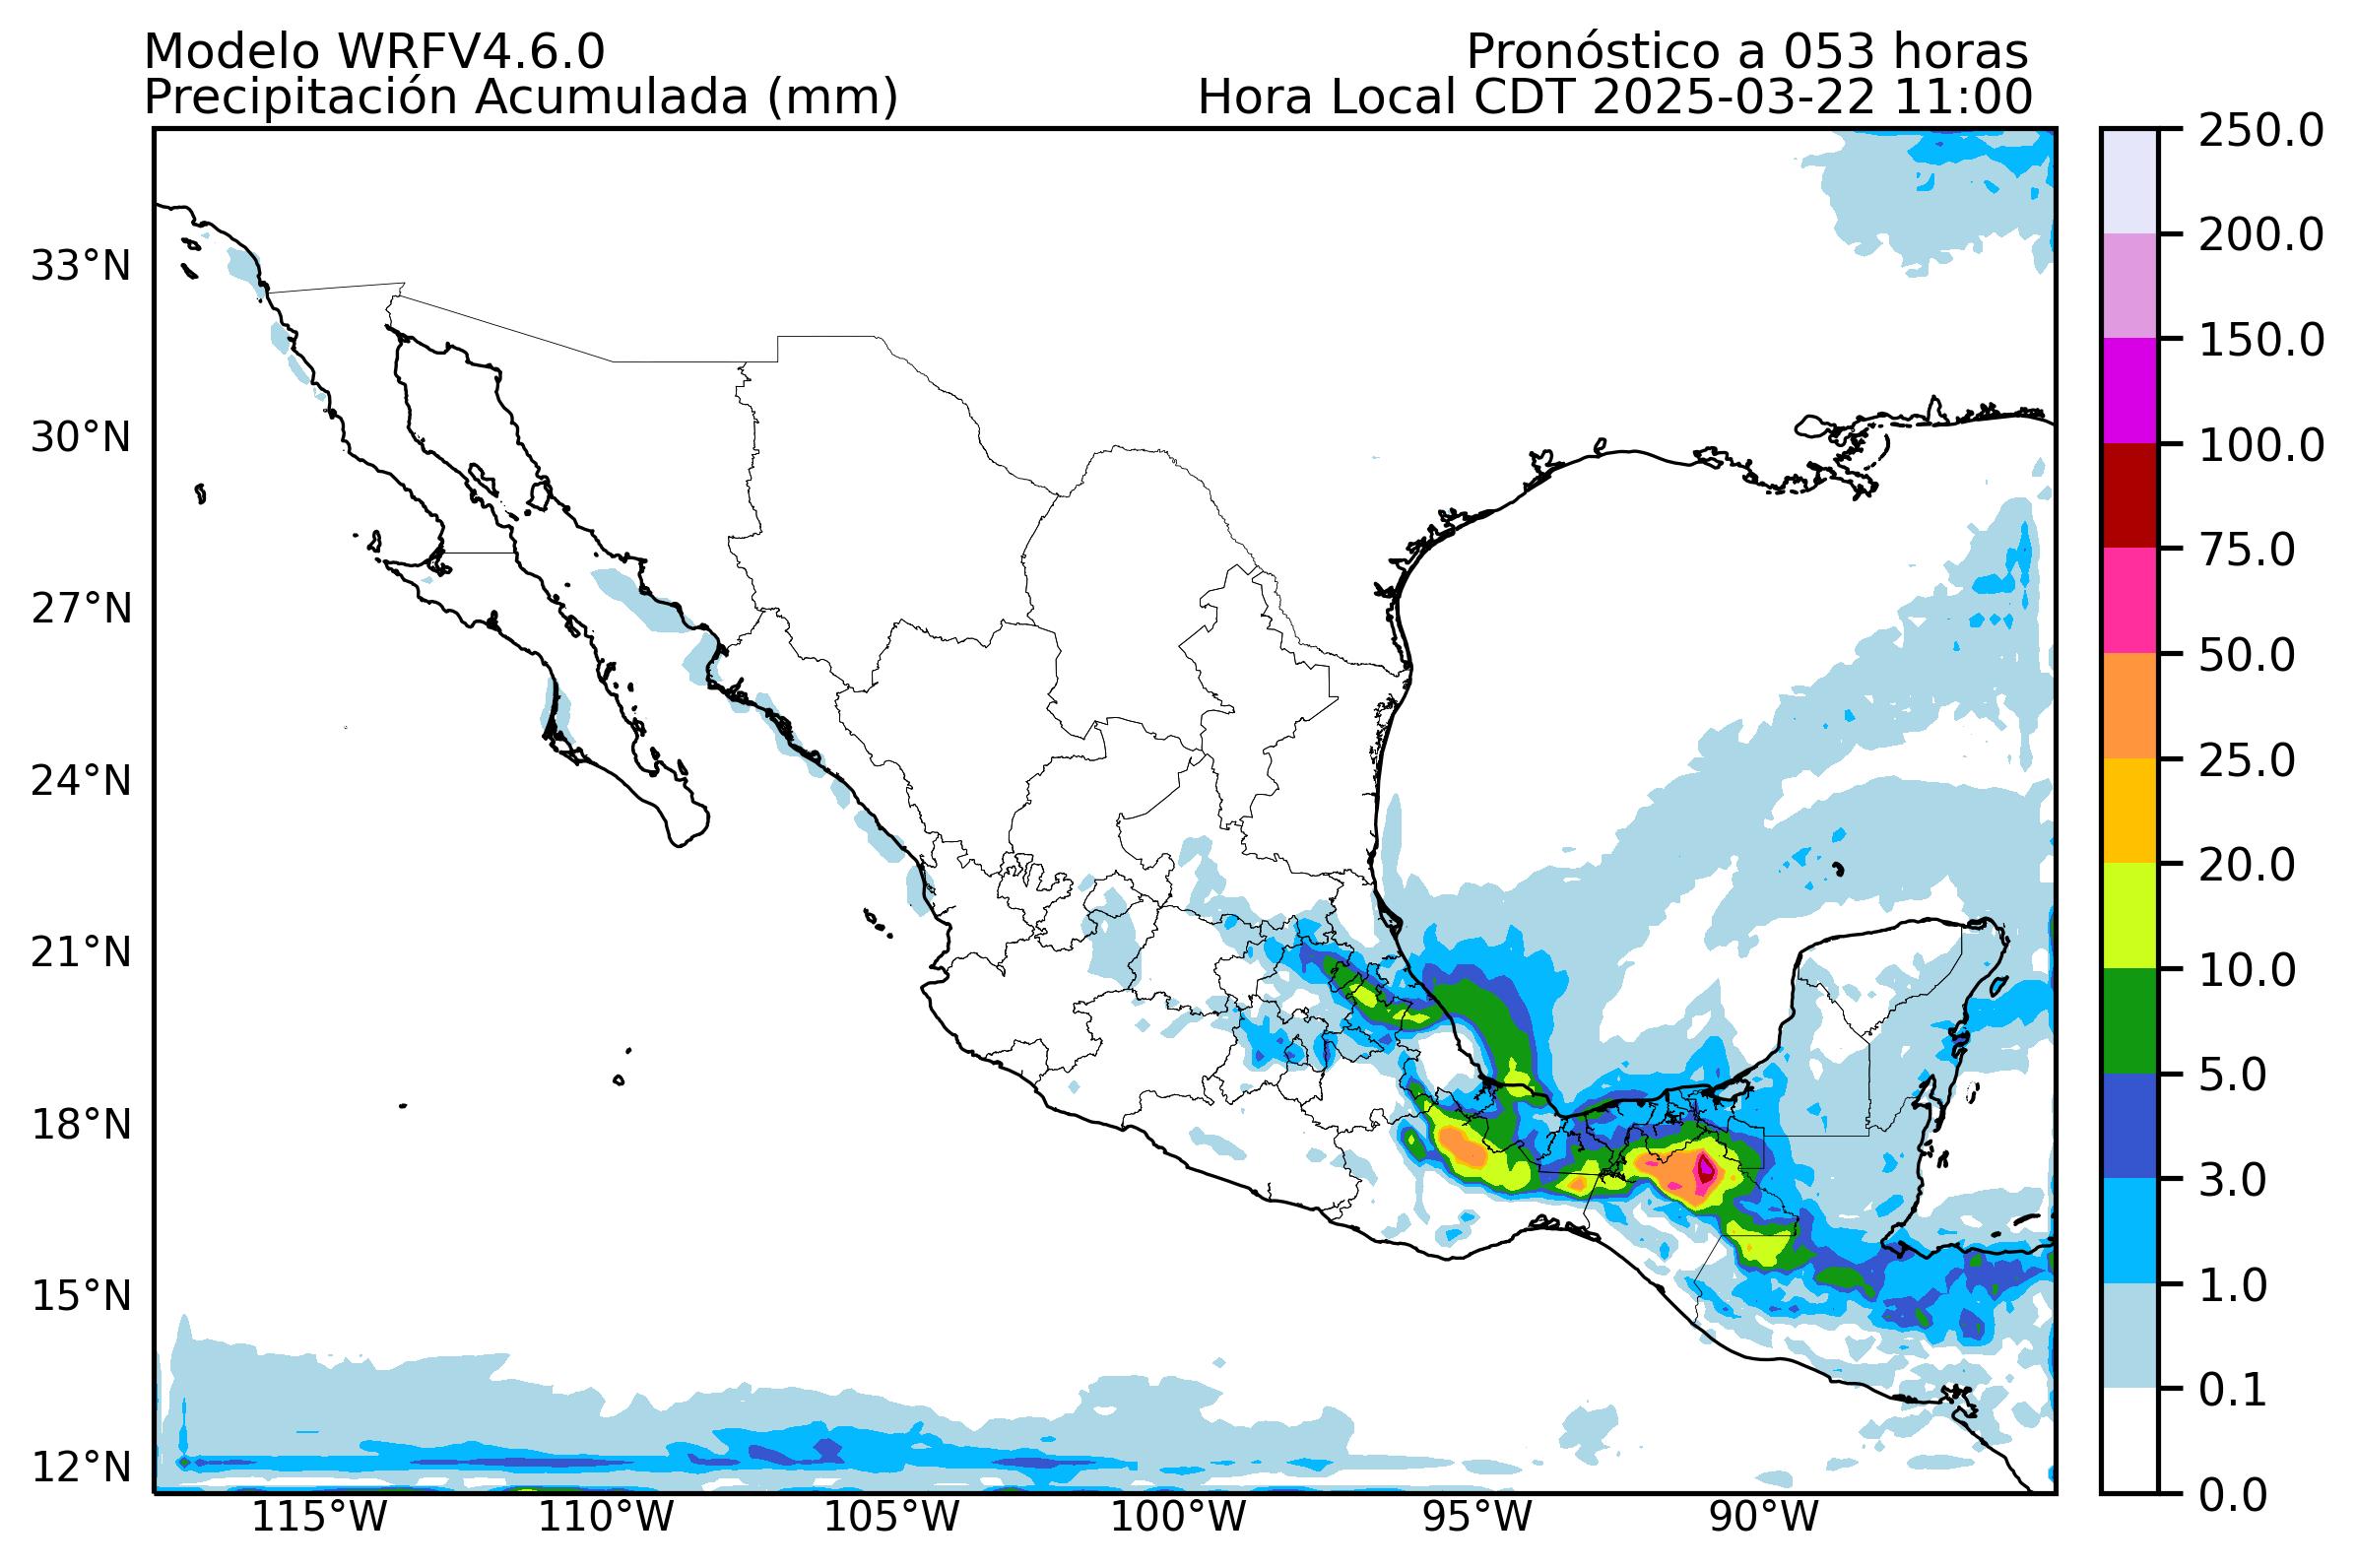 Modelo WRFV4.6.0
Pronóstico a 053 horas
Precipitación Acumulada (mm)
Hora Local CDT 2025-03-22 11:00
33°N
30°N
27°N
24°N
21°N
18°N
15°N
12°N
115°W
110°W
105°W
100°W
95°W
90°W
250.0
200.0
150.0
100.0
75.0
50.0
25.0
20.0
10.0
5.0
3.0
1.0
0.1
0.0